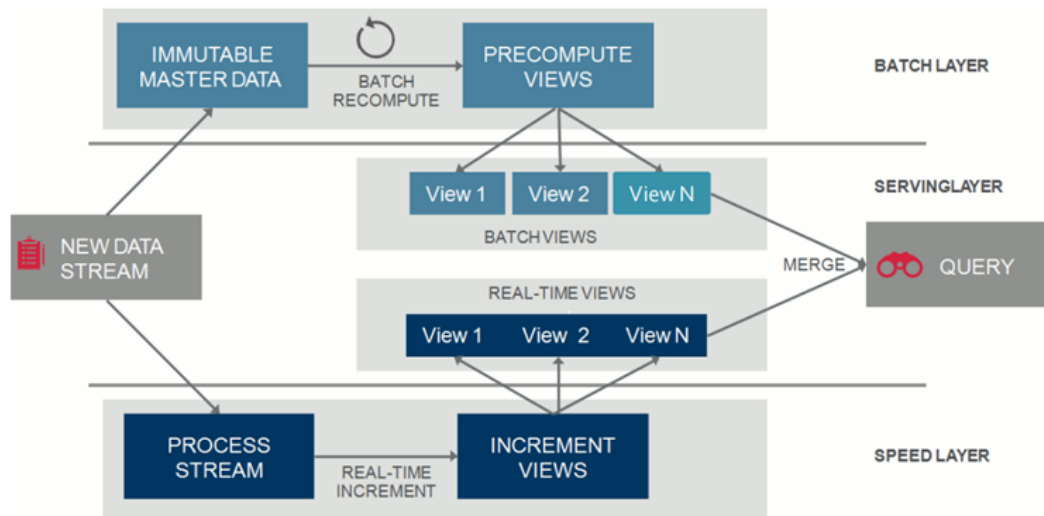 IMMUTABLE
MASTER DATA
BATCH
RECOMPUTE
PRECOMPUTE
VIEWS
BATCH LAYER
View 1
View 2
View N
BATCH VIEWS
SERVINGLAYER
NEW DATA
STREAM
MERGE
QUERY
REAL-TIME VIEWS
View 1
View 2
View N
PROCESS
STREAM
REAL-TIME
INCREMENT
INCREMENT
VIEWS
SPEED LAYER